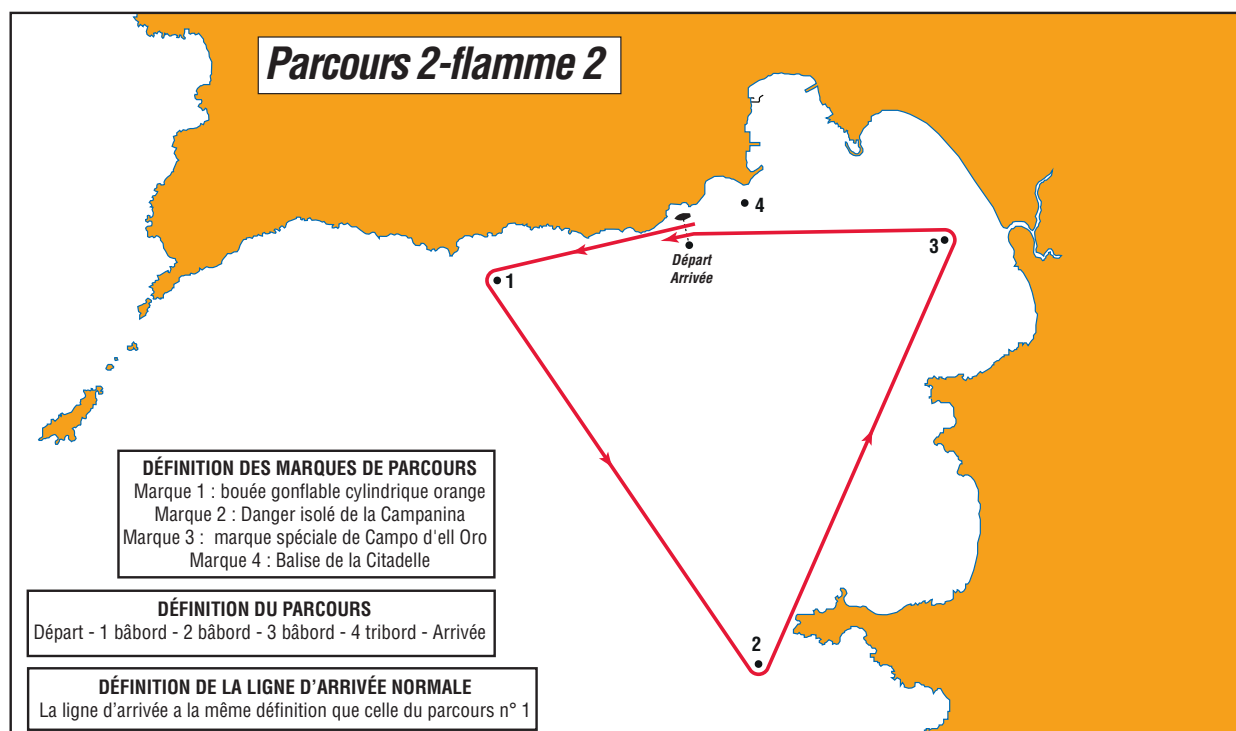 Parcours 2-flamme 2
4
3
Départ
Arrivée
1
2
DÉFINITION DES MARQUES DE PARCOURS
Marque 1 : bouée gonflable cylindrique orange
Marque 2 : Danger isolé de la Campanina
Marque 3 : marque spéciale de Campo d'ell Oro
Marque 4 : Balise de la Citadelle
DÉFINITION DU PARCOURS
Départ - 1 bâbord - 2 bâbord - 3 bâbord - 4 tribord - Arrivée
DÉFINITION DE LA LIGNE D’ARRIVÉE NORMALE
La ligne d’arrivée a la même définition que celle du parcours n° 1